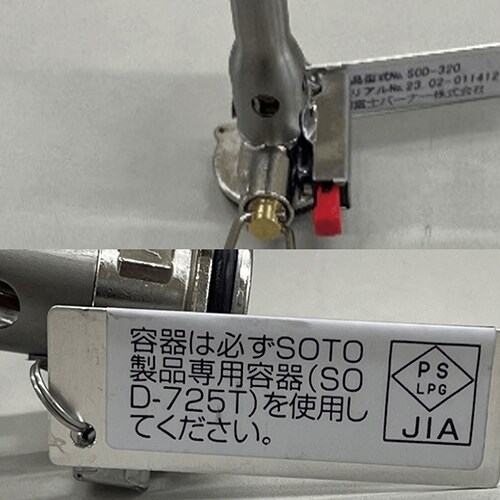 品型式No. SOD-320
リアルNo. 23 02-011412
富士バーナー株式会社
容器は必ずSOTO
製品専用容器(SO
D-725T)を使用し
てください。
PS
LPG
JIA